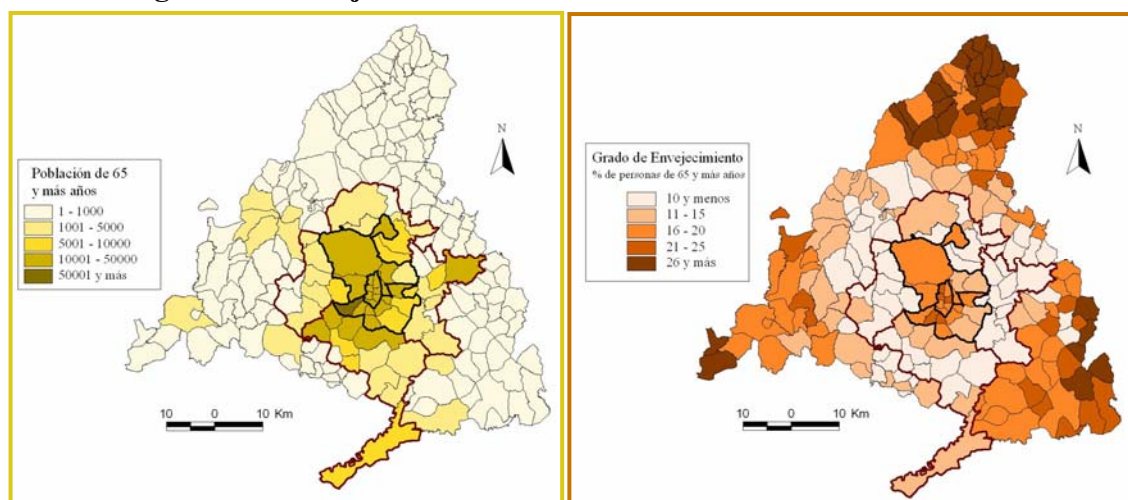 Población de 65
y más años
1 - 1000
1001 - 5000
5001 - 10000
10001 - 50000
50001 y más
N
10 0 10 Km
Grado de Envejecimiento
% de personas de 65 y más años
10 y menos
11 - 15
16 - 20
21 - 25
26 y más
N
10 0 10 Km